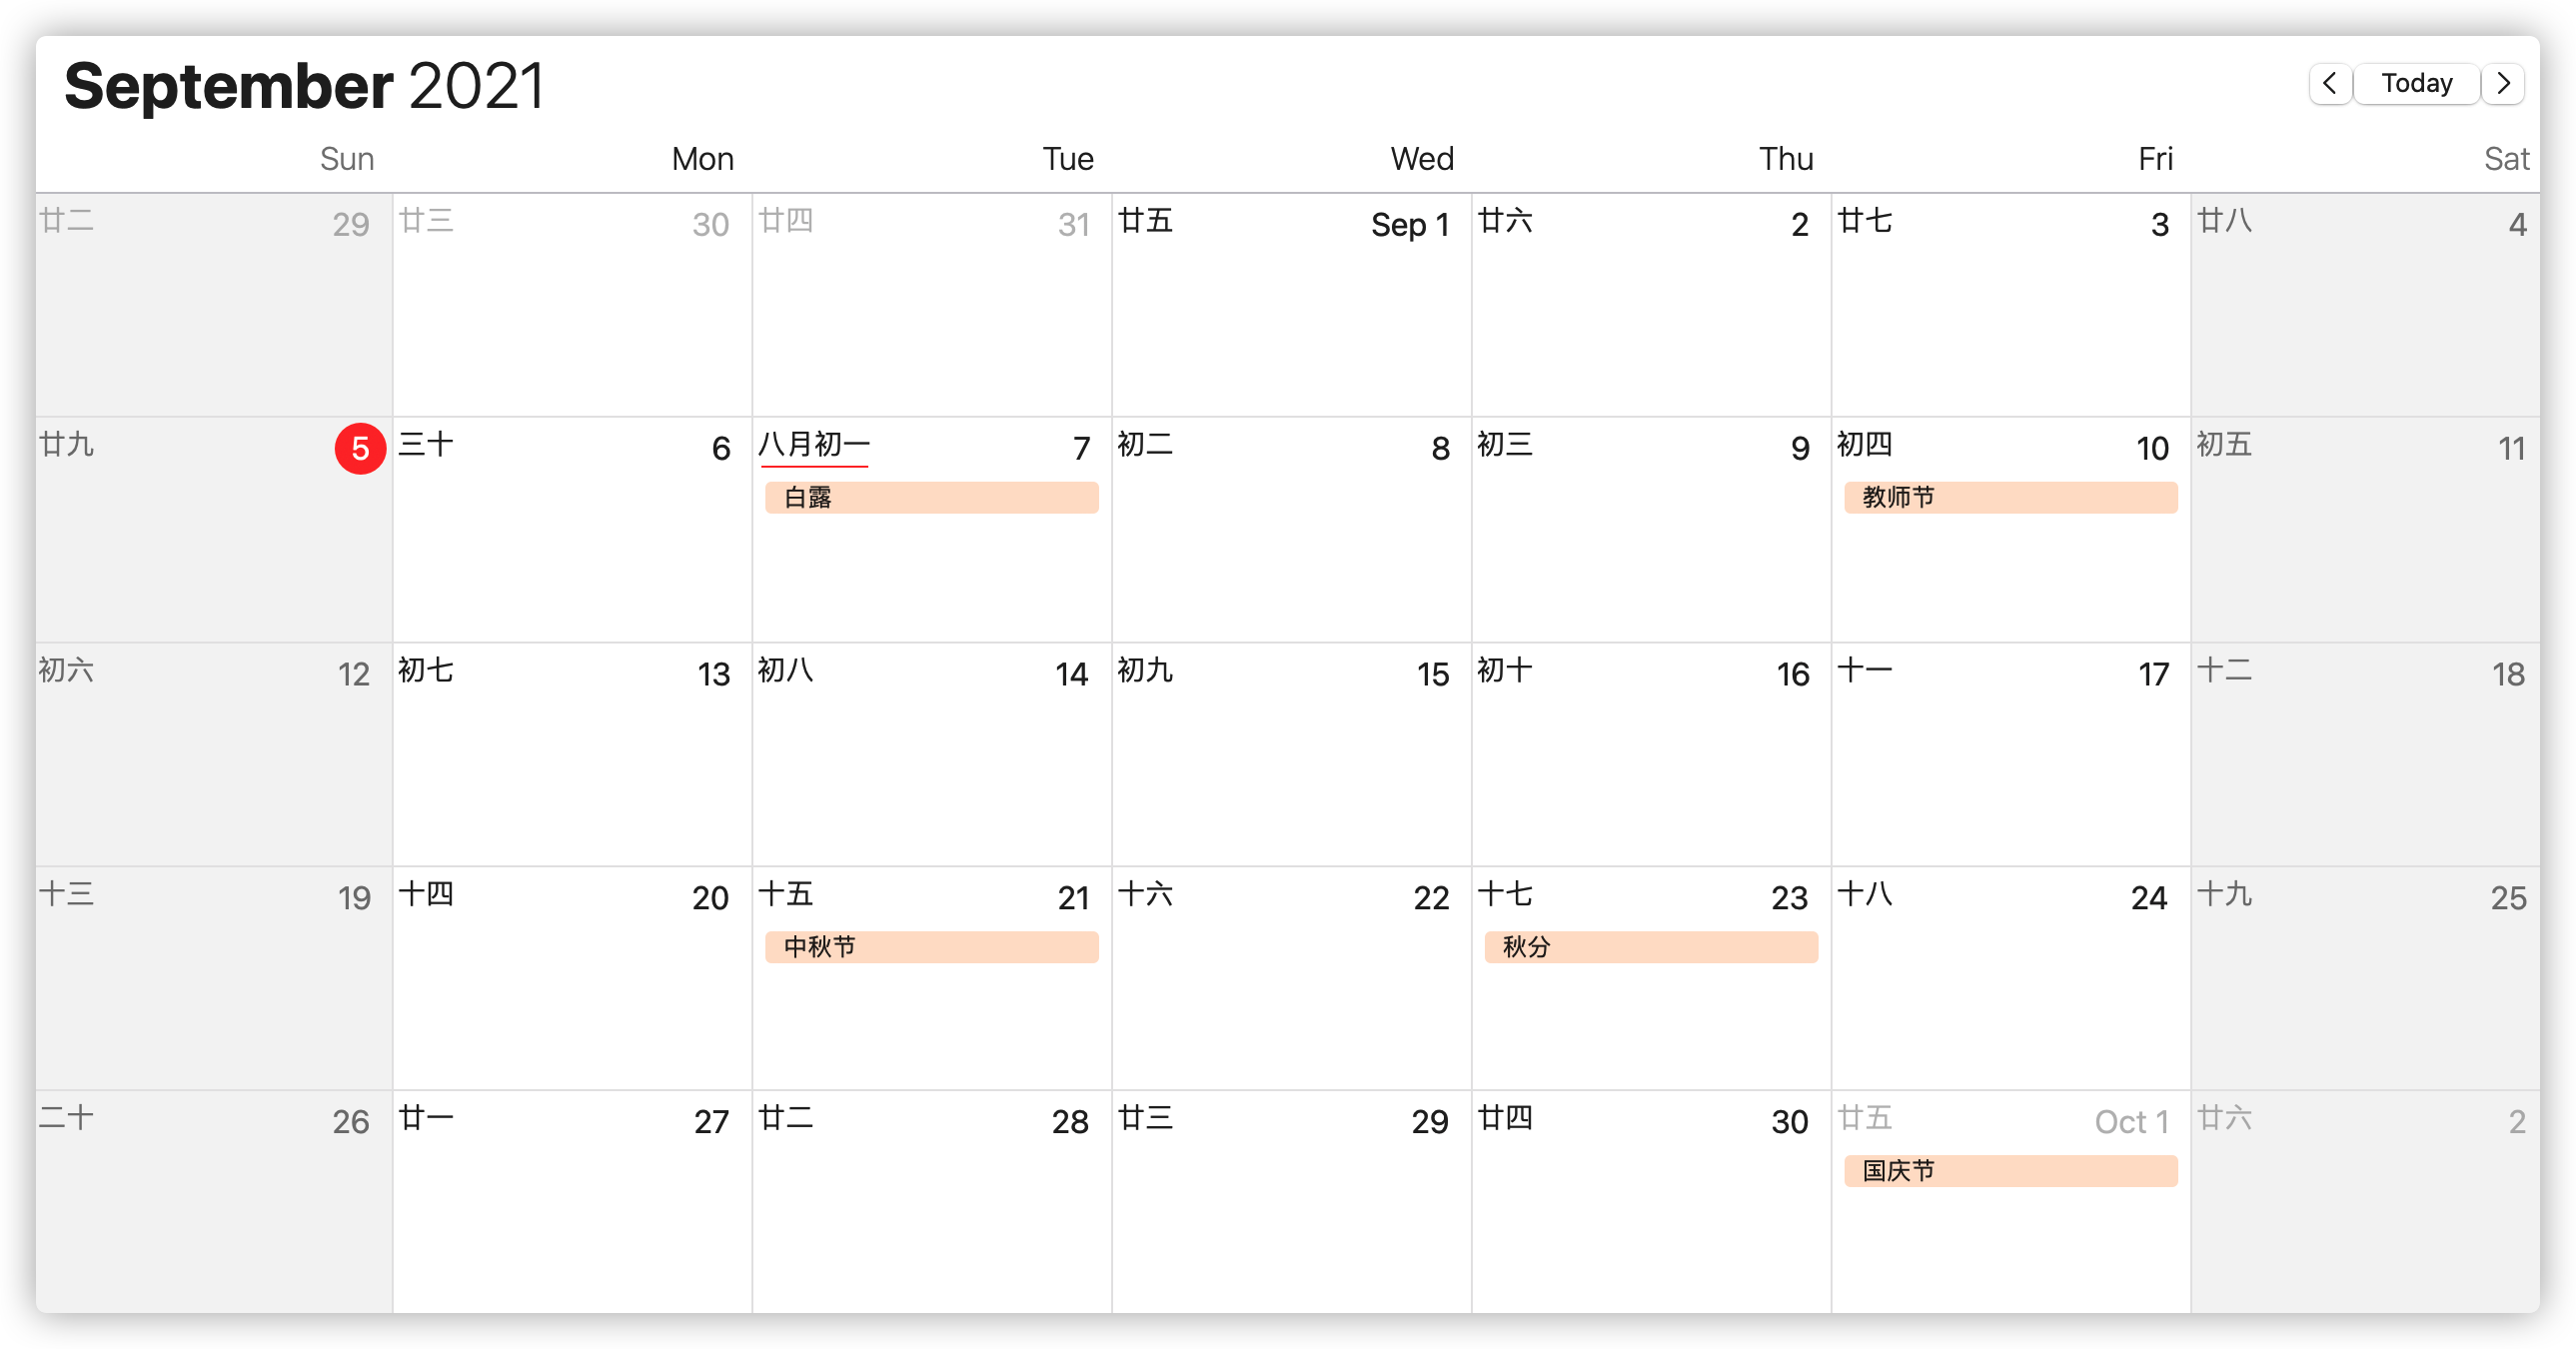 September 2021
Today
Sun Mon Tue Wed Thu Fri Sat
廿二 29 廿三 30 廿四 31 廿五 Sep 1 廿六 2 廿七 3 廿八 4
廿九 5 三十 6 八月初一 7 初二 8 初三 9 初四 10 初五 11
白露 教师节
初六 12 初七 13 初八 14 初九 15 初十 16 十一 17 十二 18
十三 19 十四 20 十五 21 十六 22 十七 23 十八 24 十九 25
中秋节 秋分
二十 26 廿一 27 廿二 28 廿三 29 廿四 30 廿五 Oct 1 廿六 2
国庆节